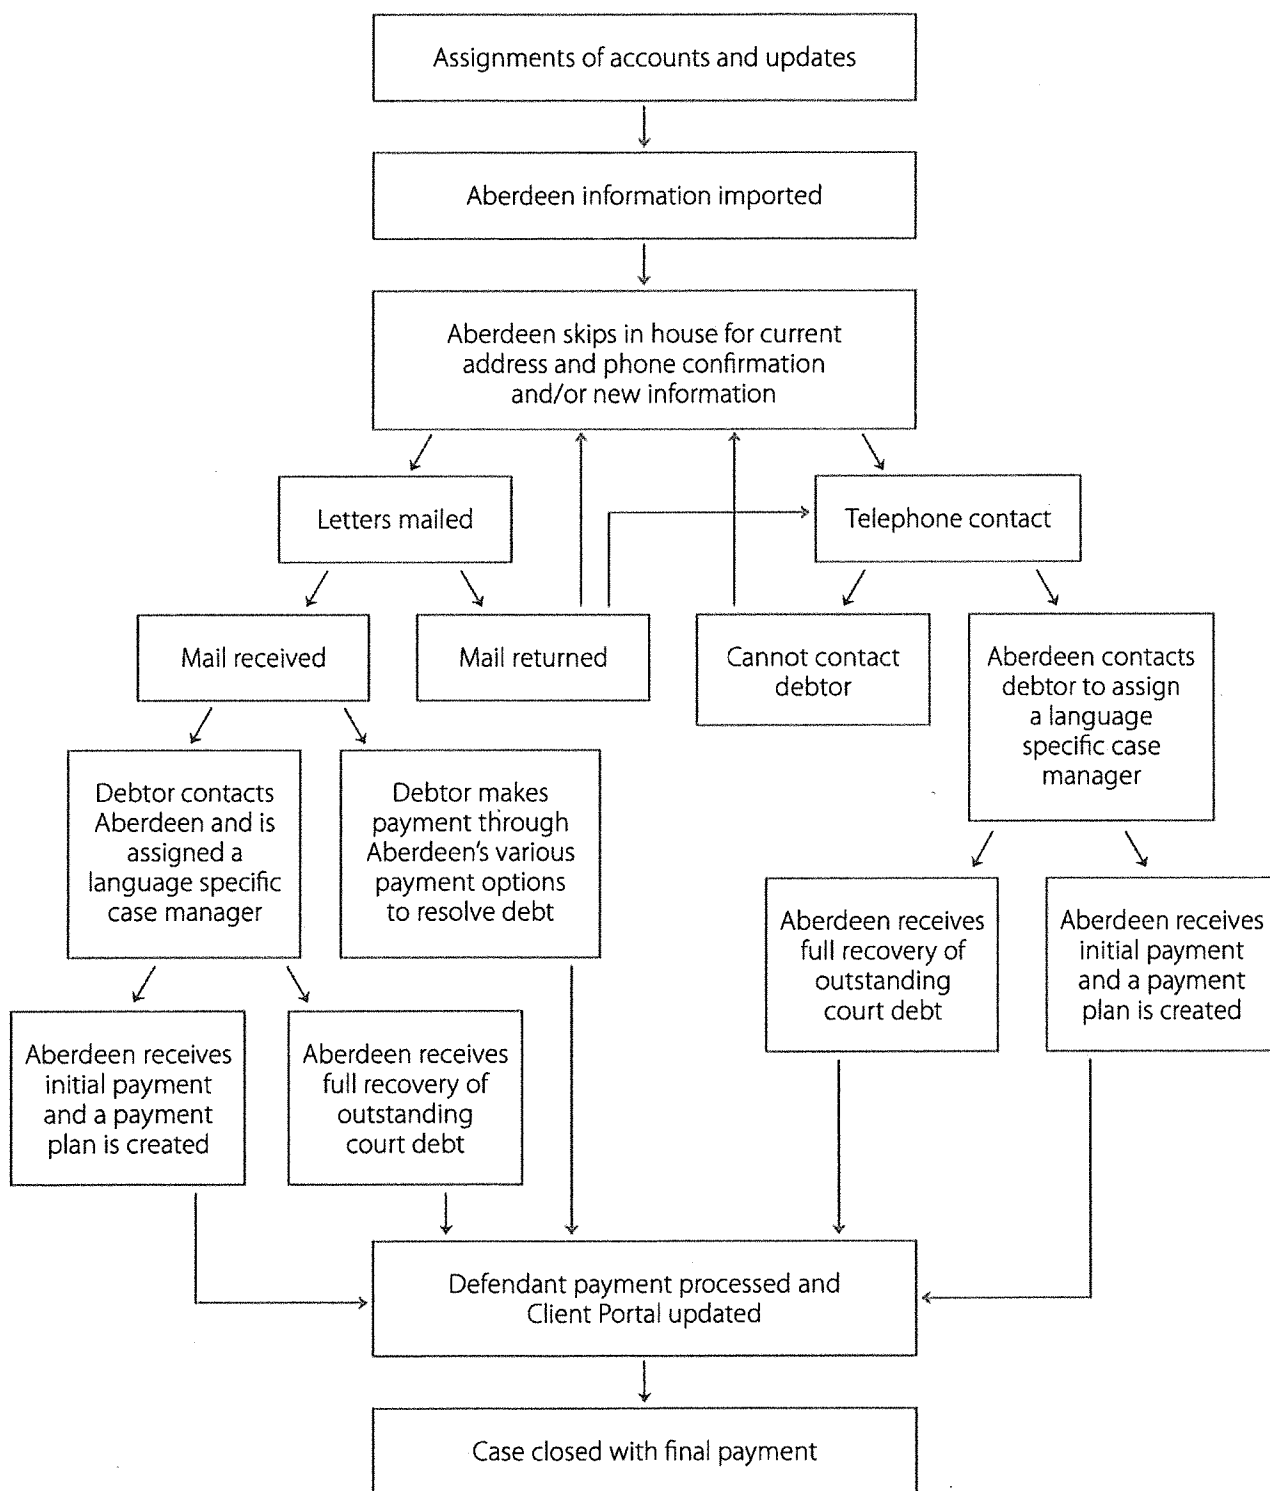 Assignments of accounts and updates
Aberdeen information imported
Aberdeen skips in house for current
address and phone confirmation
and/or new information
Letters mailed
Telephone contact
Mail received
Mail returned
Cannot contact
debtor
Aberdeen contacts
debtor to assign
a language
specific case
manager
Debtor contacts
Aberdeen and is
assigned a
language specific
case manager
Debtor makes
payment through
Aberdeen's various
payment options
to resolve debt
Aberdeen receives
full recovery of
outstanding
court debt
Aberdeen receives
initial payment
and a payment
plan is created
Aberdeen receives
initial payment
and a payment
plan is created
Aberdeen receives
full recovery of
outstanding
court debt
Defendant payment processed and
Client Portal updated
Case closed with final payment